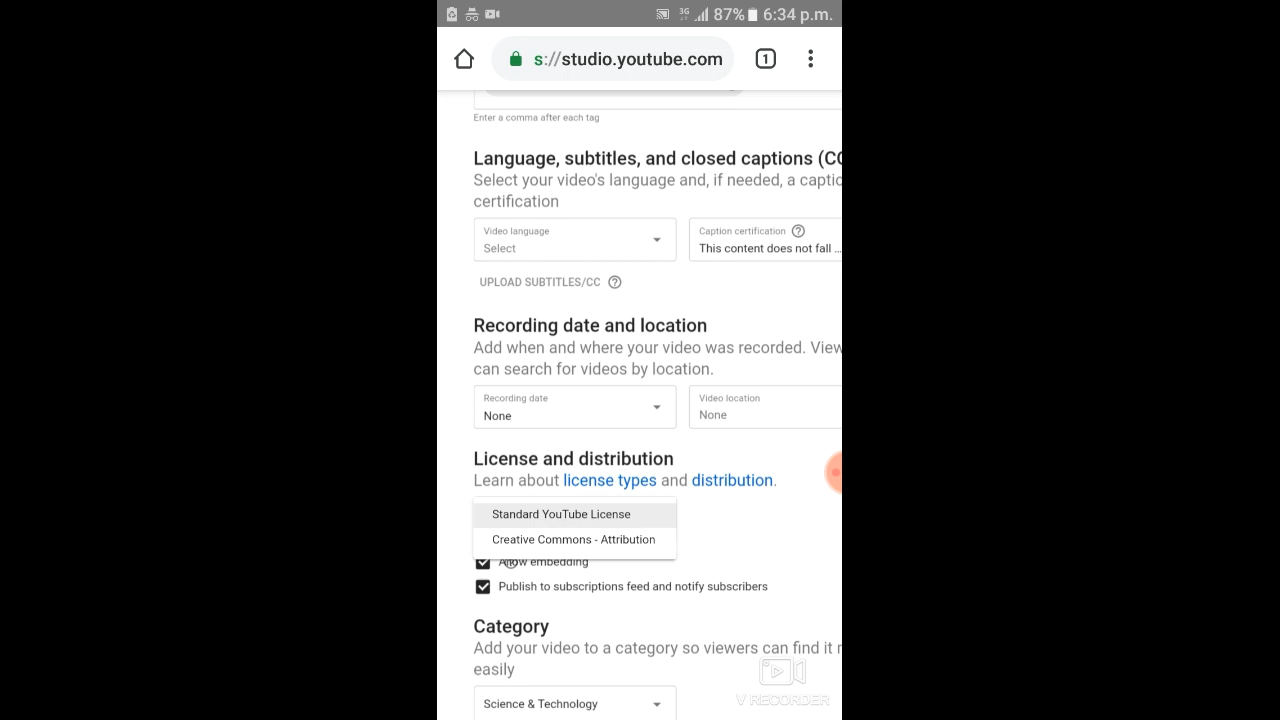 3G 87% 6:34 p.m.
s://studio.youtube.com 1
Enter a comma after each tag
Language, subtitles, and closed captions (CC
Select your video's language and, if needed, a captio
certification
Video language
Select
Caption certification
This content does not fall ...
UPLOAD SUBTITLES/CC
Recording date and location
Add when and where your video was recorded. View
can search for videos by location.
Recording date
None
Video location
None
License and distribution
Learn about license types and distribution.
Standard YouTube License
Creative Commons - Attribution
Allow embedding
Publish to subscriptions feed and notify subscribers
Category
Add your video to a category so viewers can find it
easily
Science & Technology
V RECORDER